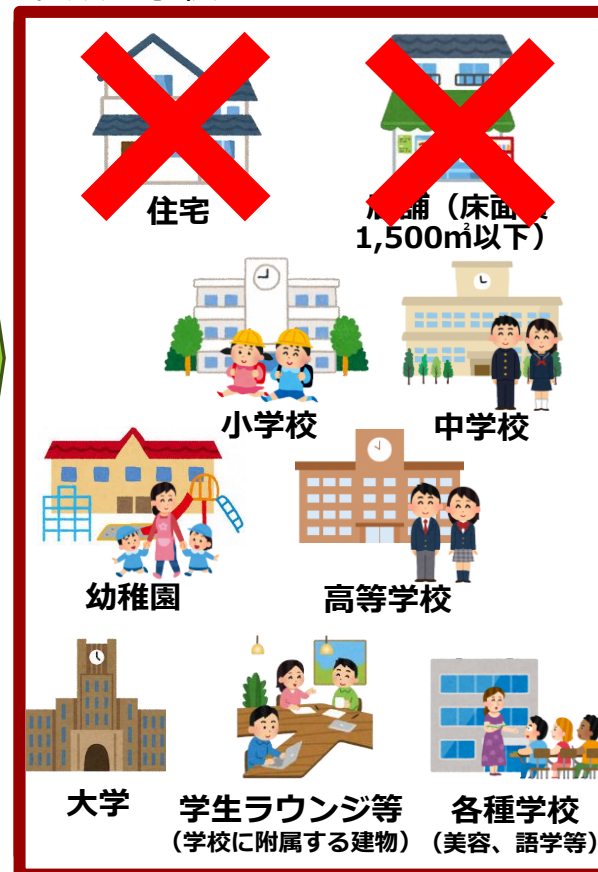 住宅
舗（床面
1,500㎡以下）
小学校
中学校
幼稚園
高等学校
大学
学生ラウンジ等
（学校に附属する建物）
各種学校
（美容、語学等）